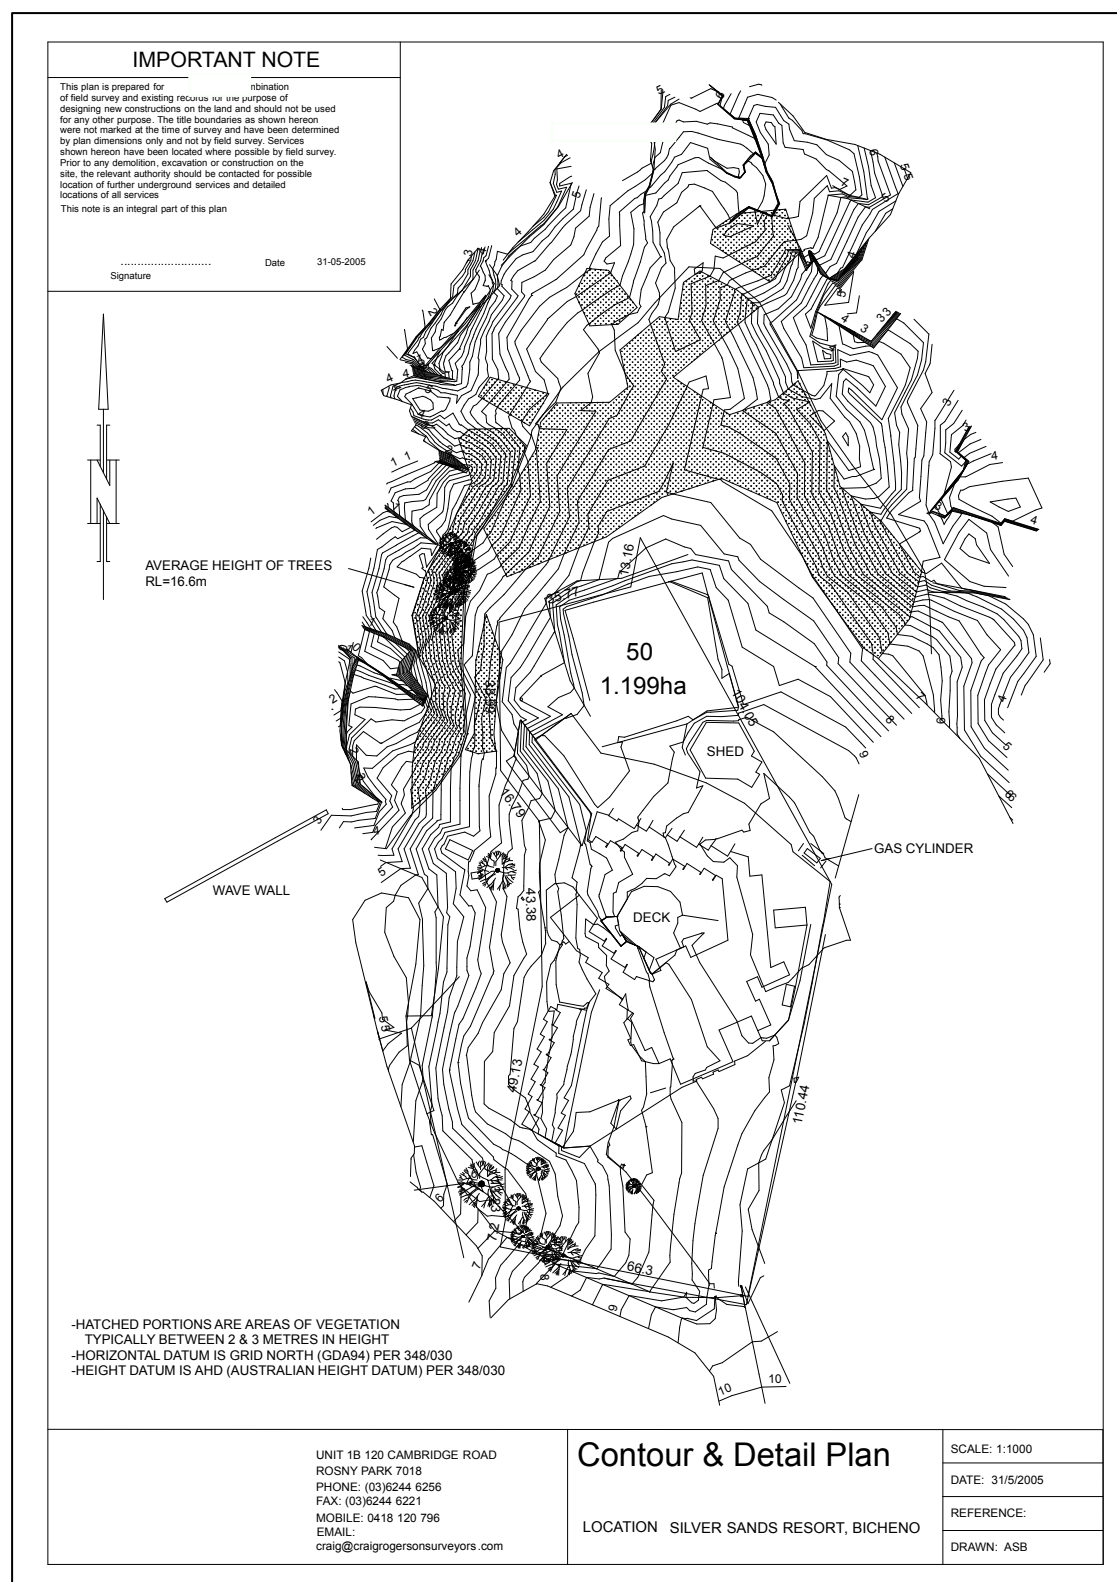 IMPORTANT NOTE
This plan is prepared for mbination
of field survey and existing records for the purpose of
designing new constructions on the land and should not be used
for any other purpose. The title boundaries as shown hereon
were not marked at the time of survey and have been determined
by plan dimensions only and not by field survey. Services
shown hereon have been located where possible by field survey.
Prior to any demolition, excavation or construction on the
site, the relevant authority should be contacted for possible
location of further underground services and detailed
locations of all services
This note is an integral part of this plan
...........................
Signature
Date
31-05-2005
N
AVERAGE HEIGHT OF TREES
RL=16.6m
13.16
50
1.199ha
104.05
SHED
16.79
GAS CYLINDER
WAVE WALL
43.38
DECK
49.13
110.44
66.3
-HATCHED PORTIONS ARE AREAS OF VEGETATION
TYPICALLY BETWEEN 2 & 3 METRES IN HEIGHT
-HORIZONTAL DATUM IS GRID NORTH (GDA94) PER 348/030
-HEIGHT DATUM IS AHD (AUSTRALIAN HEIGHT DATUM) PER 348/030
10
10
UNIT 1B 120 CAMBRIDGE ROAD
ROSNY PARK 7018
PHONE: (03)6244 6256
FAX: (03)6244 6221
MOBILE: 0418 120 796
EMAIL:
craig@craigrogersonsurveyors.com
Contour & Detail Plan
LOCATION SILVER SANDS RESORT, BICHENO
SCALE: 1:1000
DATE: 31/5/2005
REFERENCE:
DRAWN: ASB